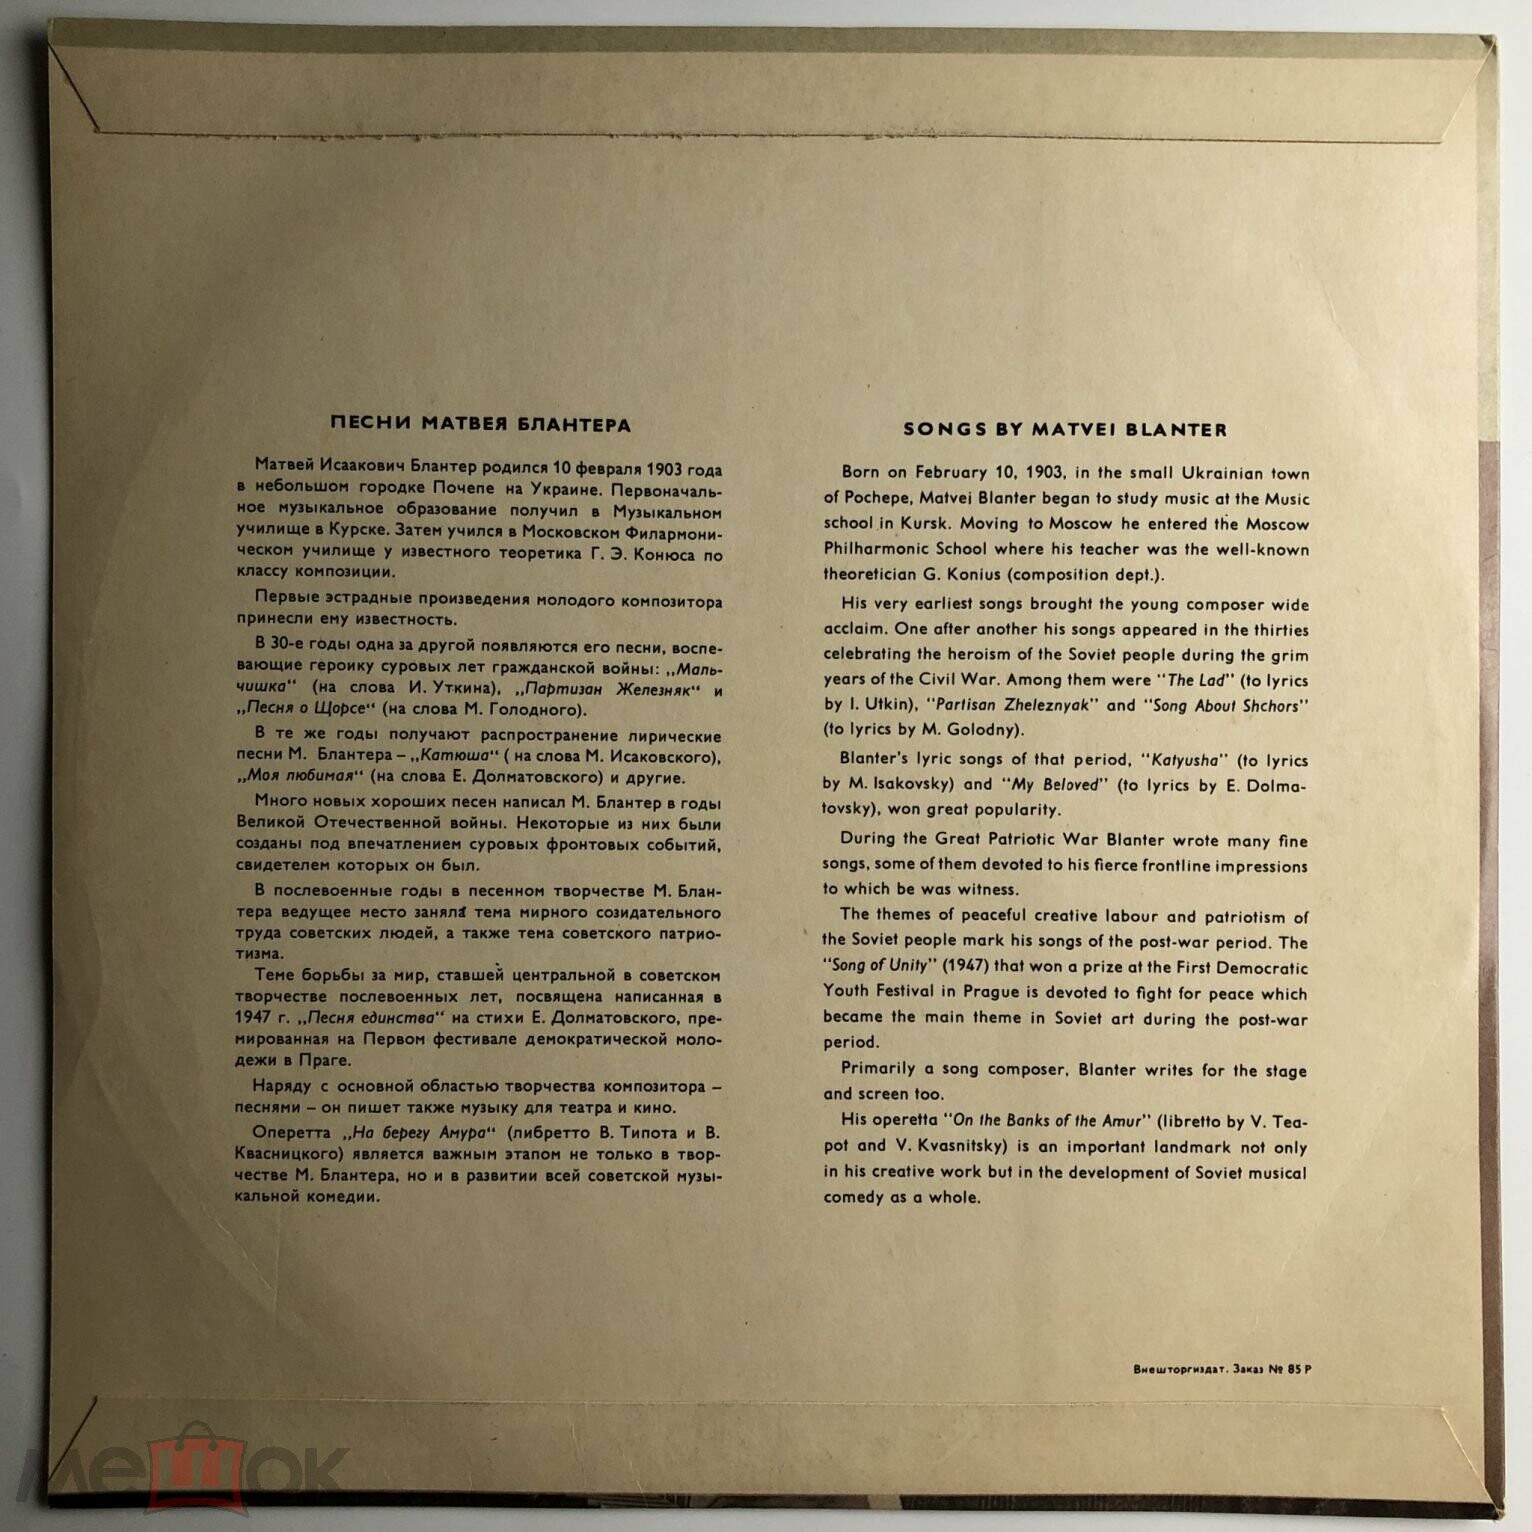 ПЕСНИ МАТВЕЯ БЛАНТЕРА
Матвей Исаакович Блантер родился 10 февраля 1903 года
в небольшом городке Почепе на Украине. Первоначаль-
ное музыкальное образование получил в Музыкальном
училище в Курске. Затем учился в Московском Филармони-
ческом училище у известного теоретика Г. Э. Конюса по
классу композиции.
Первые эстрадные произведения молодого композитора
принесли ему известность.
В 30-е годы одна за другой появляются его песни, воспе-
вающие героику суровых лет гражданской войны: „Маль-
чишка“ (на слова И. Уткина), „Партизан Железняк“ и
„Песня о Щорсе“ (на слова М. Голодного).
В те же годы получают распространение лирические
песни М. Блантера – „Катюша“ ( на слова М. Исаковского),
„Моя любимая“ (на слова Е. Долматовского) и другие.
Много новых хороших песен написал М. Блантер в годы
Великой Отечественной войны. Некоторые из них были
созданы под впечатлением суровых фронтовых событий,
свидетелем которых он был.
В послевоенные годы в песенном творчестве М. Блан-
тера ведущее место заняла тема мирного созидательного
труда советских людей, а также тема советского патрио-
тизма.
Теме борьбы за мир, ставшей центральной в советском
творчестве послевоенных лет, посвящена написанная в
1947 г. „Песня единства“ на стихи Е. Долматовского, пре-
мированная на Первом фестивале демократической моло-
дежи в Праге.
Наряду с основной областью творчества композитора –
песнями – он пишет также музыку для театра и кино.
Оперетта „На берегу Амура“ (либретто В. Типота и В.
Квасницкого) является важным этапом не только в твор-
честве М. Блантера, но и в развитии всей советской музы-
кальной комедии.
SONGS BY MATVEI BLANTER
Born on February 10, 1903, in the small Ukrainian town
of Pochepe, Matvei Blanter began to study music at the Music
school in Kursk. Moving to Moscow he entered the Moscow
Philharmonic School where his teacher was the well-known
theoretician G. Konius (composition dept.).
His very earliest songs brought the young composer wide
acclaim. One after another his songs appeared in the thirties
celebrating the heroism of the Soviet people during the grim
years of the Civil War. Among them were "The Lad" (to lyrics
by I. Utkin), "Partisan Zheleznyak" and "Song About Shchors"
(to lyrics by M. Golodny).
Blanter's lyric songs of that period, "Katyusha" (to lyrics
by M. Isakovsky) and "My Beloved" (to lyrics by E. Dolma-
tovsky), won great popularity.
During the Great Patriotic War Blanter wrote many fine
songs, some of them devoted to his fierce frontline impressions
to which be was witness.
The themes of peaceful creative labour and patriotism of
the Soviet people mark his songs of the post-war period. The
"Song of Unity" (1947) that won a prize at the First Democratic
Youth Festival in Prague is devoted to fight for peace which
became the main theme in Soviet art during the post-war
period.
Primarily a song composer, Blanter writes for the stage
and screen too.
His operetta "On the Banks of the Amur" (libretto by V. Tea-
pot and V. Kvasnitsky) is an important landmark not only
in his creative work but in the development of Soviet musical
comedy as a whole.
Внешторгиздат. Заказ № 85 Р
мешок